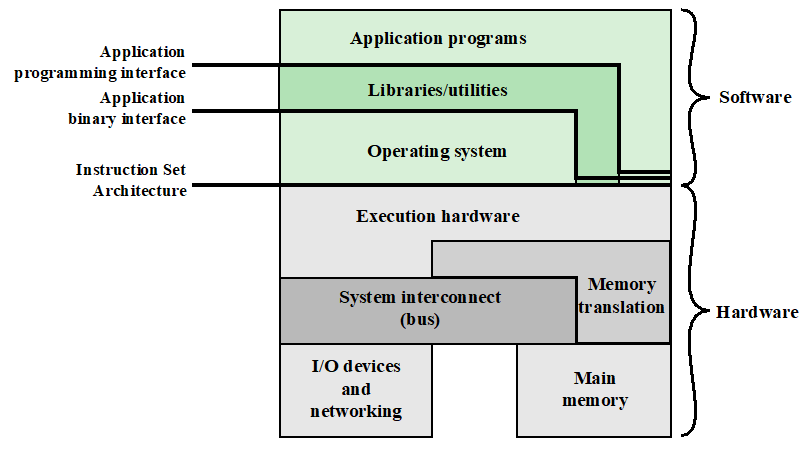 Application programs
Application
programming interface
Libraries/utilities
Application
binary interface
Software
Operating system
Instruction Set
Architecture
Execution hardware
Memory
translation
System interconnect
(bus)
Hardware
I/O devices
and
networking
Main
memory